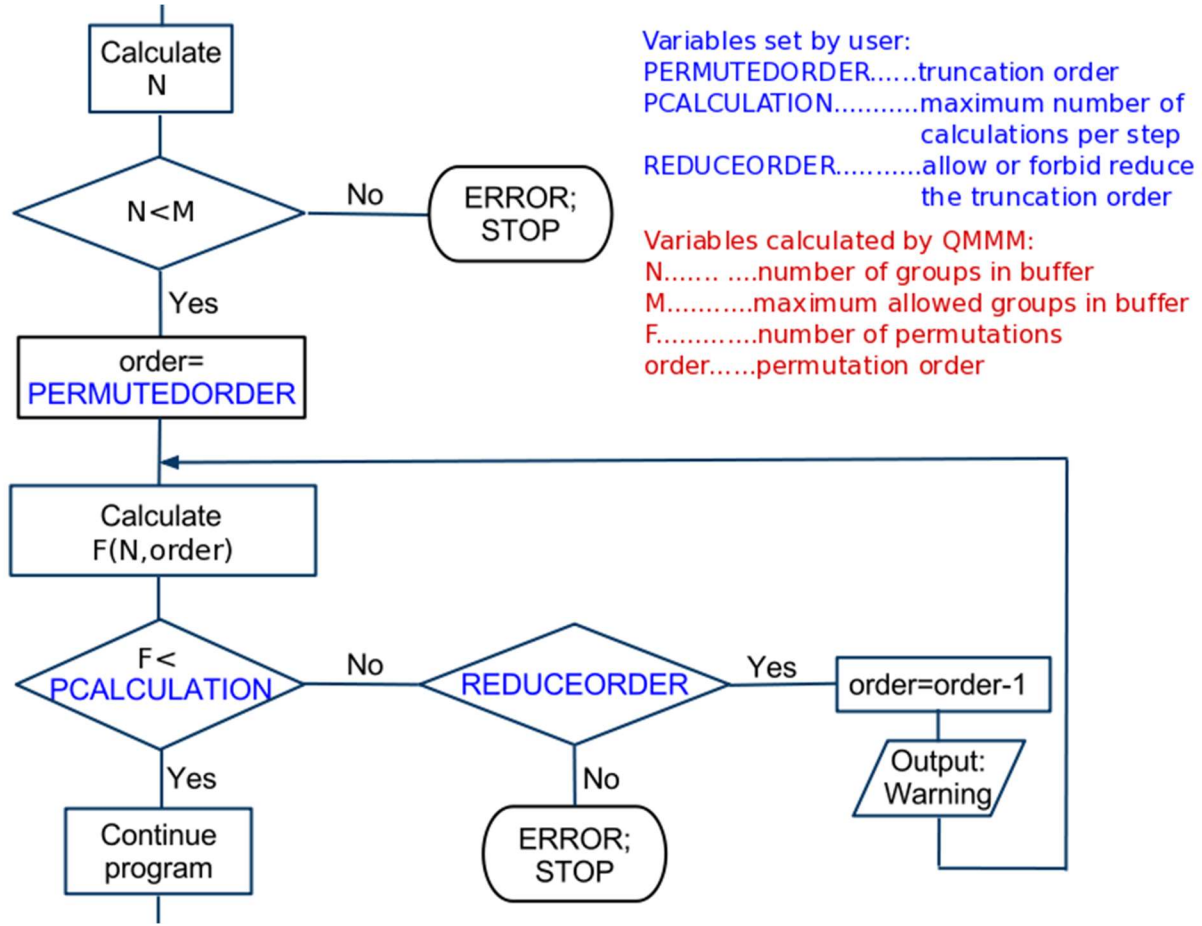 Calculate
N
N<M
No
ERROR;
STOP
Yes
order=
PERMUTEDORDER
Calculate
F(N,order)
F<
PCALCULATION
No
REDUCEORDER
Yes
order=order-1
Output:
Warning
No
ERROR;
STOP
Yes
Continue
program
Variables set by user:
PERMUTEDORDER......truncation order
PCALCULATION...........maximum number of
calculations per step
REDUCEORDER...........allow or forbid reduce
the truncation order
Variables calculated by QMMM:
N....... ....number of groups in buffer
M...........maximum allowed groups in buffer
F.............number of permutations
order......permutation order